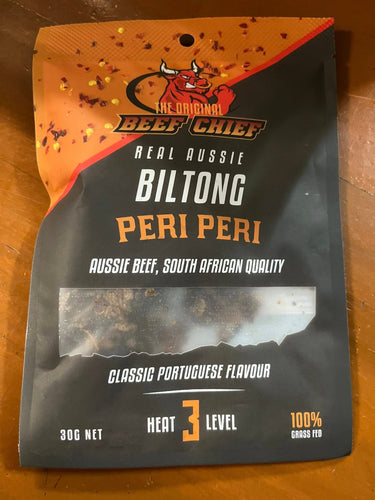 THE ORIGINAL
BEEF CHIEF
REAL AUSSIE
BILTONG
PERI PERI
AUSSIE BEEF, SOUTH AFRICAN QUALITY
CLASSIC PORTUGUESE FLAVOUR
30G NET
HEAT 3 LEVEL
100%
GRASS FED